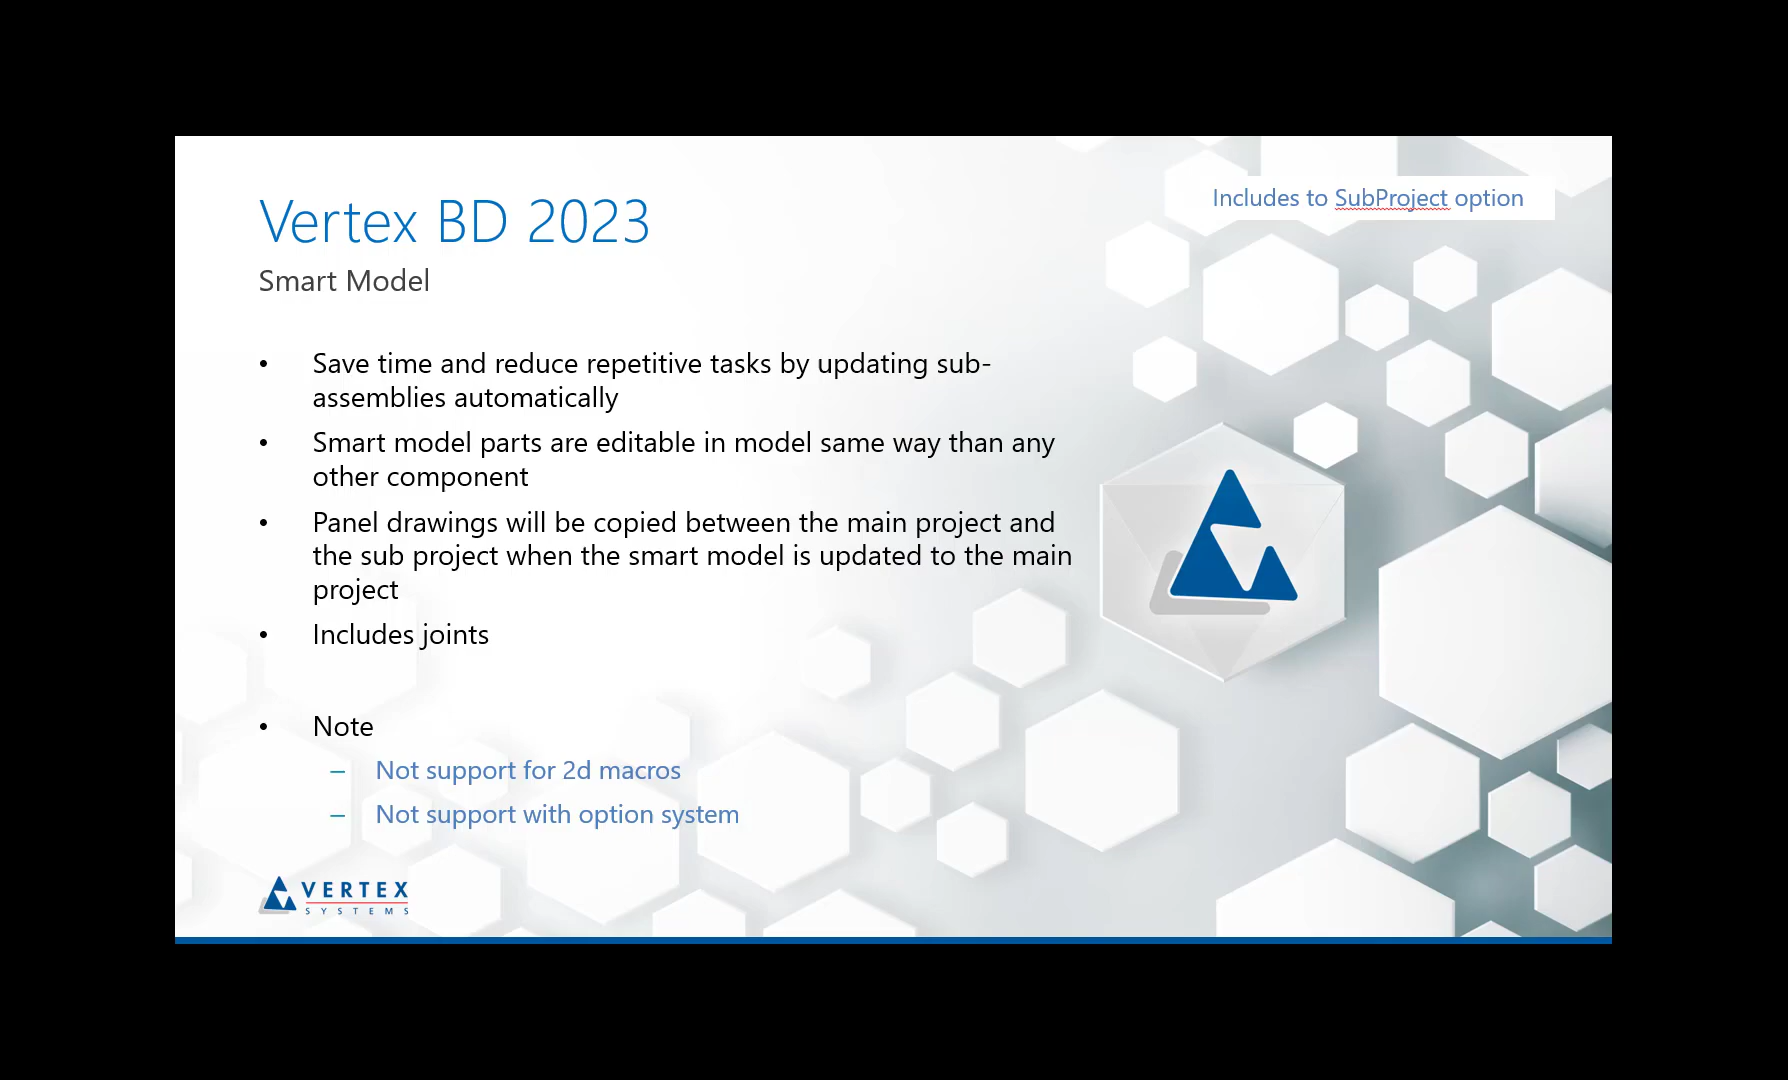 Includes to SubProject option
Vertex BD 2023
Smart Model
• Save time and reduce repetitive tasks by updating sub-
assemblies automatically
• Smart model parts are editable in model same way than any
other component
• Panel drawings will be copied between the main project and
the sub project when the smart model is updated to the main
project
• Includes joints
• Note
– Not support for 2d macros
– Not support with option system
VERTEX
SYSTEMS